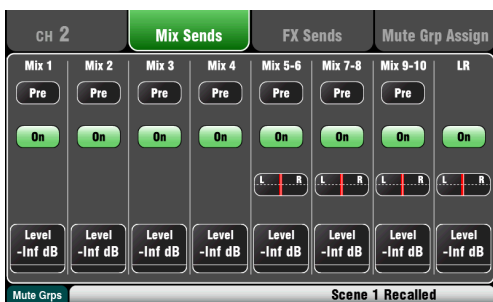 CH 2 Mix Sends FX Sends Mute Grp Assign
Mix 1 Mix 2 Mix 3 Mix 4 Mix 5-6 Mix 7-8 Mix 9-10 LR
Pre Pre Pre Pre Pre Pre Pre
On On On On On On On On
L R L R L R L R
Level Level Level Level Level Level Level Level
-Inf dB -Inf dB -Inf dB -Inf dB -Inf dB -Inf dB -Inf dB -Inf dB
Mute Grps Scene 1 Recalled